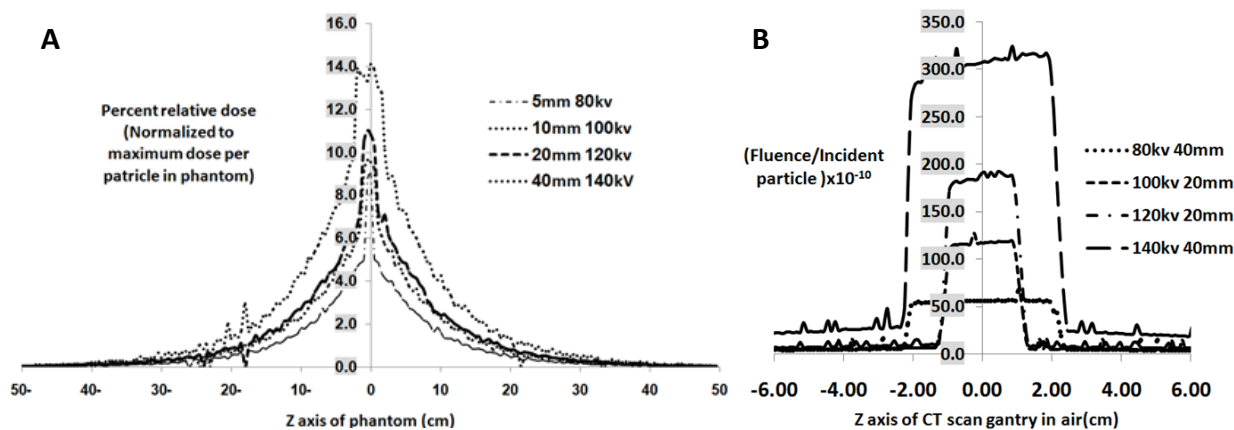 A
Percent relative dose
(Normalized to
maximum dose per
patricle in phantom)
16.0
14.0
12.0
10.0
8.0
6.0
4.0
2.0
0.0
5mm 80kv
10mm 100kv
20mm 120kv
40mm 140kV
50- 40- 30- 20- 10- 0 10 20 30 40 50
Z axis of phantom (cm)
B
(Fluence/Incident
particle )x10⁻¹⁰
350.0
300.0
250.0
200.0
150.0
100.0
50.0
0.0
80kv 40mm
100kv 20mm
120kv 20mm
140kv 40mm
-6.00 -4.00 -2.00 0.00 2.00 4.00 6.00
Z axis of CT scan gantry in air(cm)